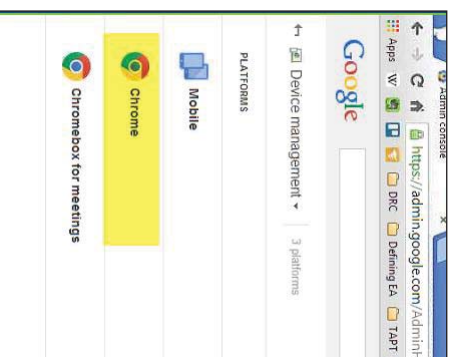 Admin console ×
https://admin.google.com/AdminH
Apps W DRC Defining EA TAPT
Google
Device management 3 platforms
PLATFORMS
Mobile
Chrome
Chromebox for meetings